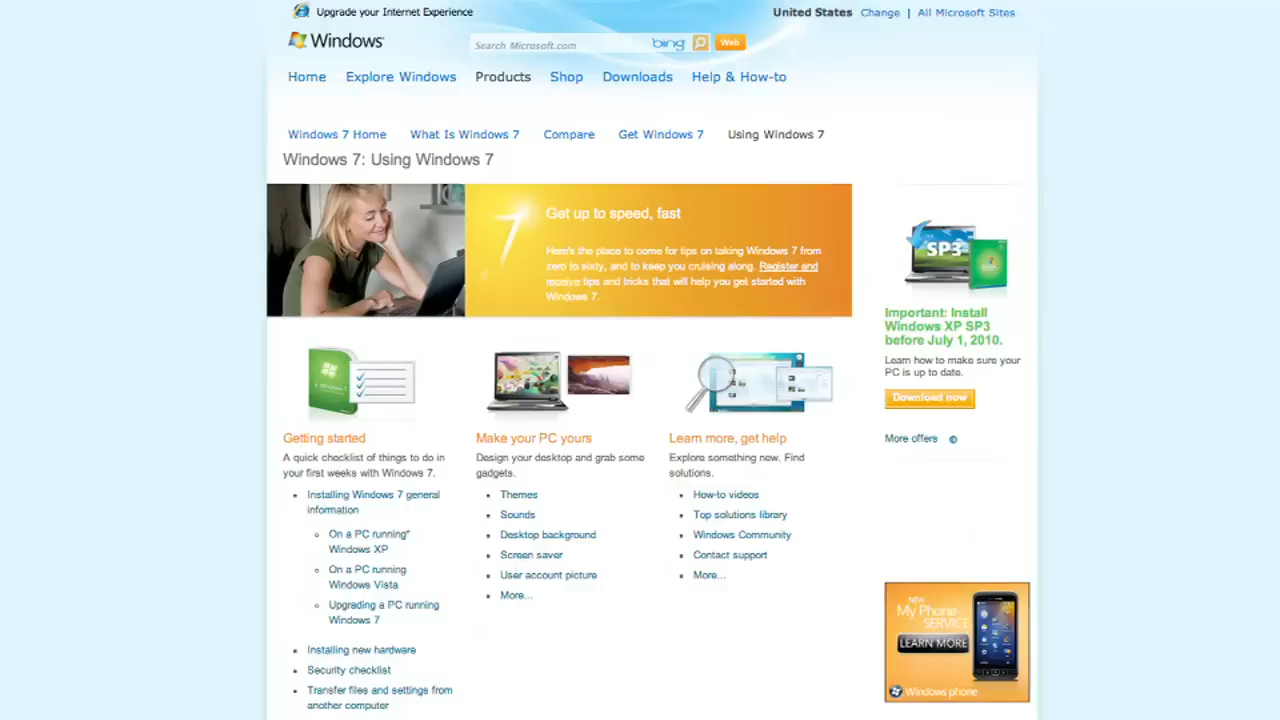 Upgrade your Internet Experience
United States Change | All Microsoft Sites
Windows
Search Microsoft.com bing Web
Home Explore Windows Products Shop Downloads Help & How-to
Windows 7 Home What Is Windows 7 Compare Get Windows 7 Using Windows 7
Windows 7: Using Windows 7
7
Get up to speed, fast
Here's the place to come for tips on taking Windows 7 from
zero to sixty, and to keep you cruising along. Register and
receive tips and tricks that will help you get started with
Windows 7.
SP3
Important: Install
Windows XP SP3
before July 1, 2010.
Learn how to make sure your
PC is up to date.
Download now
More offers
Getting started
A quick checklist of things to do in
your first weeks with Windows 7.
Installing Windows 7 general
information
On a PC running*
Windows XP
On a PC running
Windows Vista
Upgrading a PC running
Windows 7
Installing new hardware
Security checklist
Transfer files and settings from
another computer
Make your PC yours
Design your desktop and grab some
gadgets.
Themes
Sounds
Desktop background
Screen saver
User account picture
More...
Learn more, get help
Explore something new. Find
solutions.
How-to videos
Top solutions library
Windows Community
Contact support
More...
NEW
My Phone
SERVICE
LEARN MORE
Windows phone